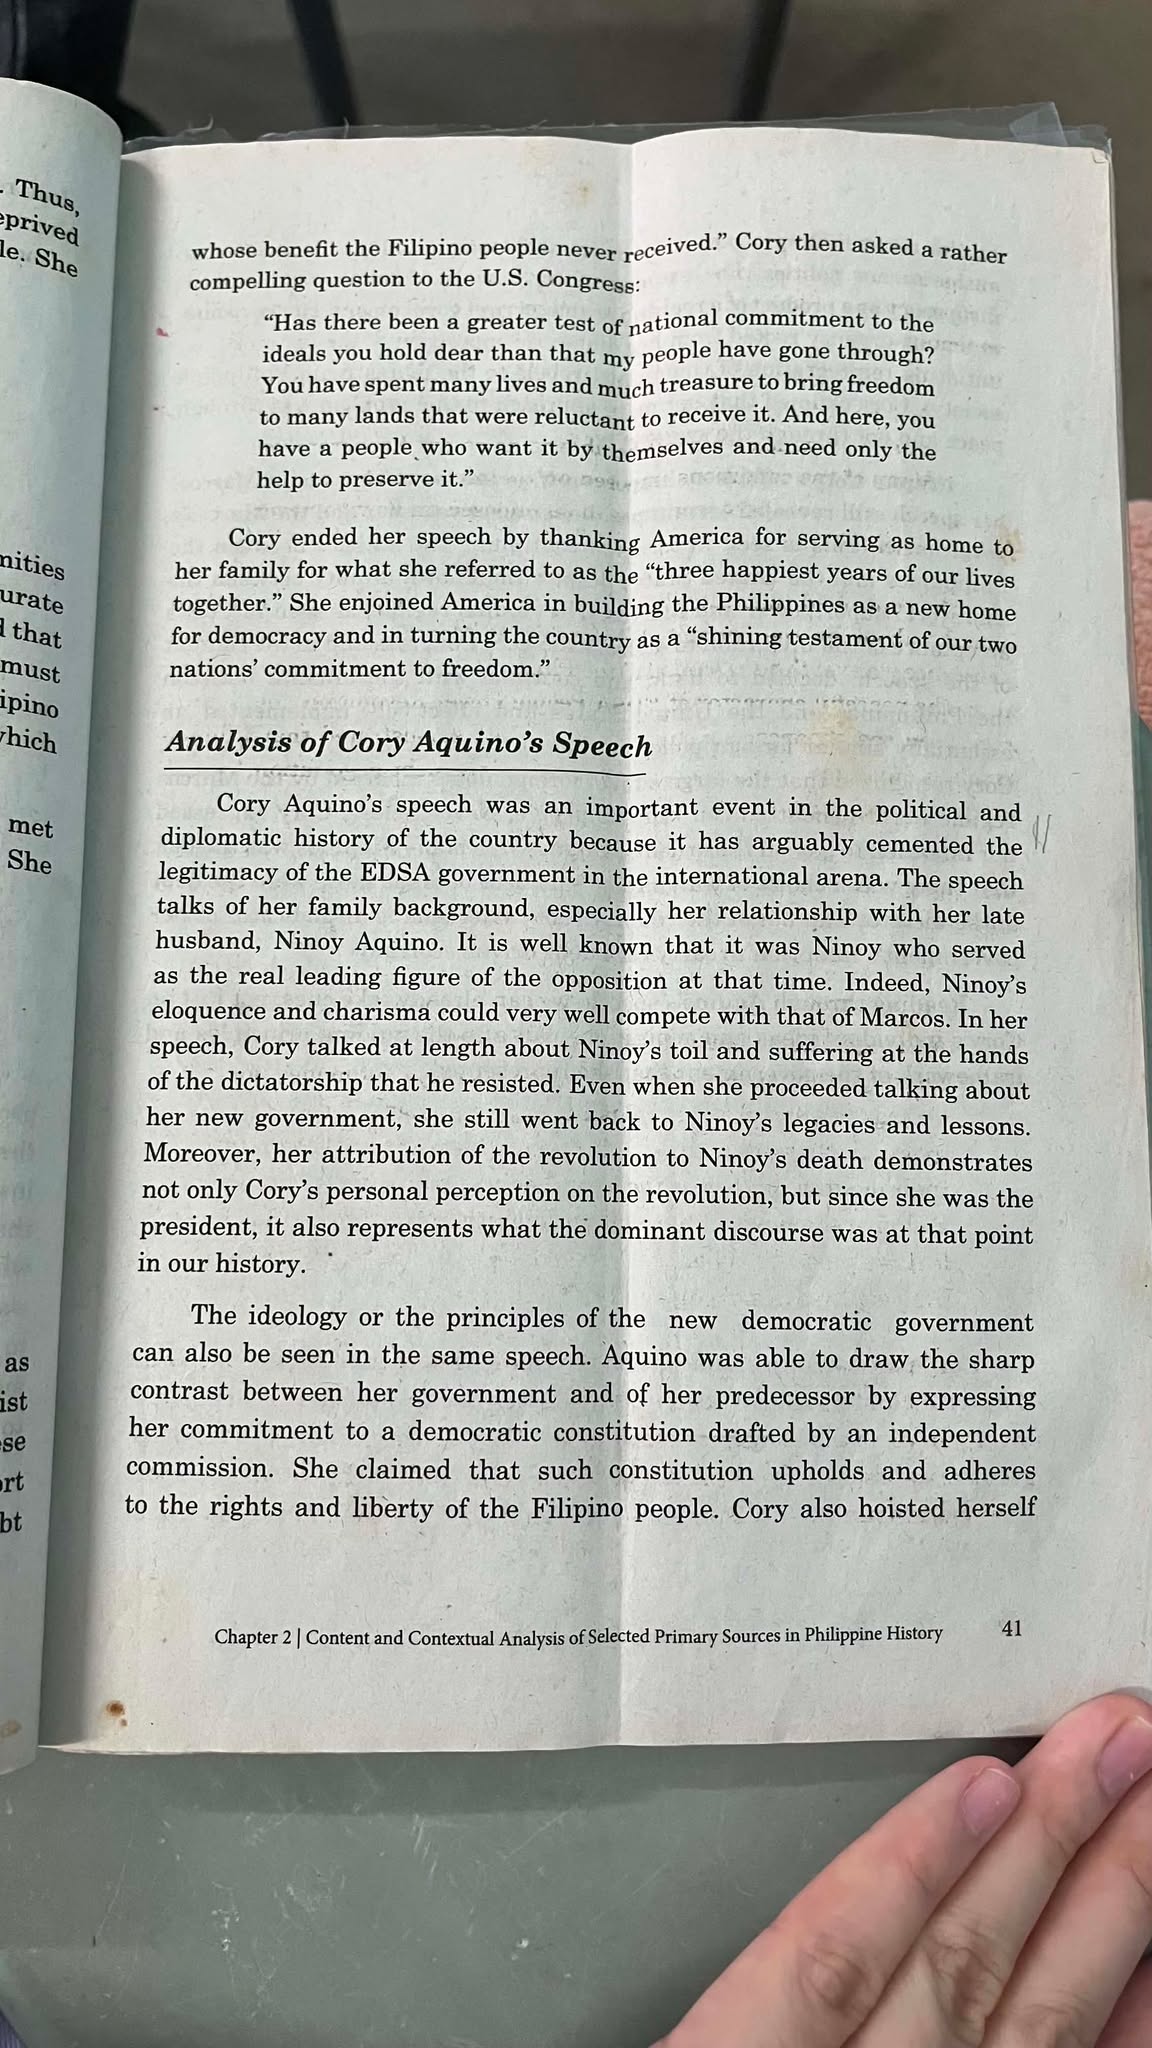 . Thus,
eprived
le. She
nities
urate
d that
must
ipino
which
met
She
as
ist
ese
ort
bt
whose benefit the Filipino people never received.” Cory then asked a rather
compelling question to the U.S. Congress:
“Has there been a greater test of national commitment to the
ideals you hold dear than that my people have gone through?
You have spent many lives and much treasure to bring freedom
to many lands that were reluctant to receive it. And here, you
have a people who want it by themselves and need only the
help to preserve it.”
Cory ended her speech by thanking America for serving as home to
her family for what she referred to as the “three happiest years of our lives
together.” She enjoined America in building the Philippines as a new home
for democracy and in turning the country as a “shining testament of our two
nations’ commitment to freedom.”
Analysis of Cory Aquino’s Speech
Cory Aquino’s speech was an important event in the political and
diplomatic history of the country because it has arguably cemented the
legitimacy of the EDSA government in the international arena. The speech
talks of her family background, especially her relationship with her late
husband, Ninoy Aquino. It is well known that it was Ninoy who served
as the real leading figure of the opposition at that time. Indeed, Ninoy’s
eloquence and charisma could very well compete with that of Marcos. In her
speech, Cory talked at length about Ninoy’s toil and suffering at the hands
of the dictatorship that he resisted. Even when she proceeded talking about
her new government, she still went back to Ninoy’s legacies and lessons.
Moreover, her attribution of the revolution to Ninoy’s death demonstrates
not only Cory’s personal perception on the revolution, but since she was the
president, it also represents what the dominant discourse was at that point
in our history.
The ideology or the principles of the new democratic government
can also be seen in the same speech. Aquino was able to draw the sharp
contrast between her government and of her predecessor by expressing
her commitment to a democratic constitution drafted by an independent
commission. She claimed that such constitution upholds and adheres
to the rights and liberty of the Filipino people. Cory also hoisted herself
Chapter 2 | Content and Contextual Analysis of Selected Primary Sources in Philippine History 41